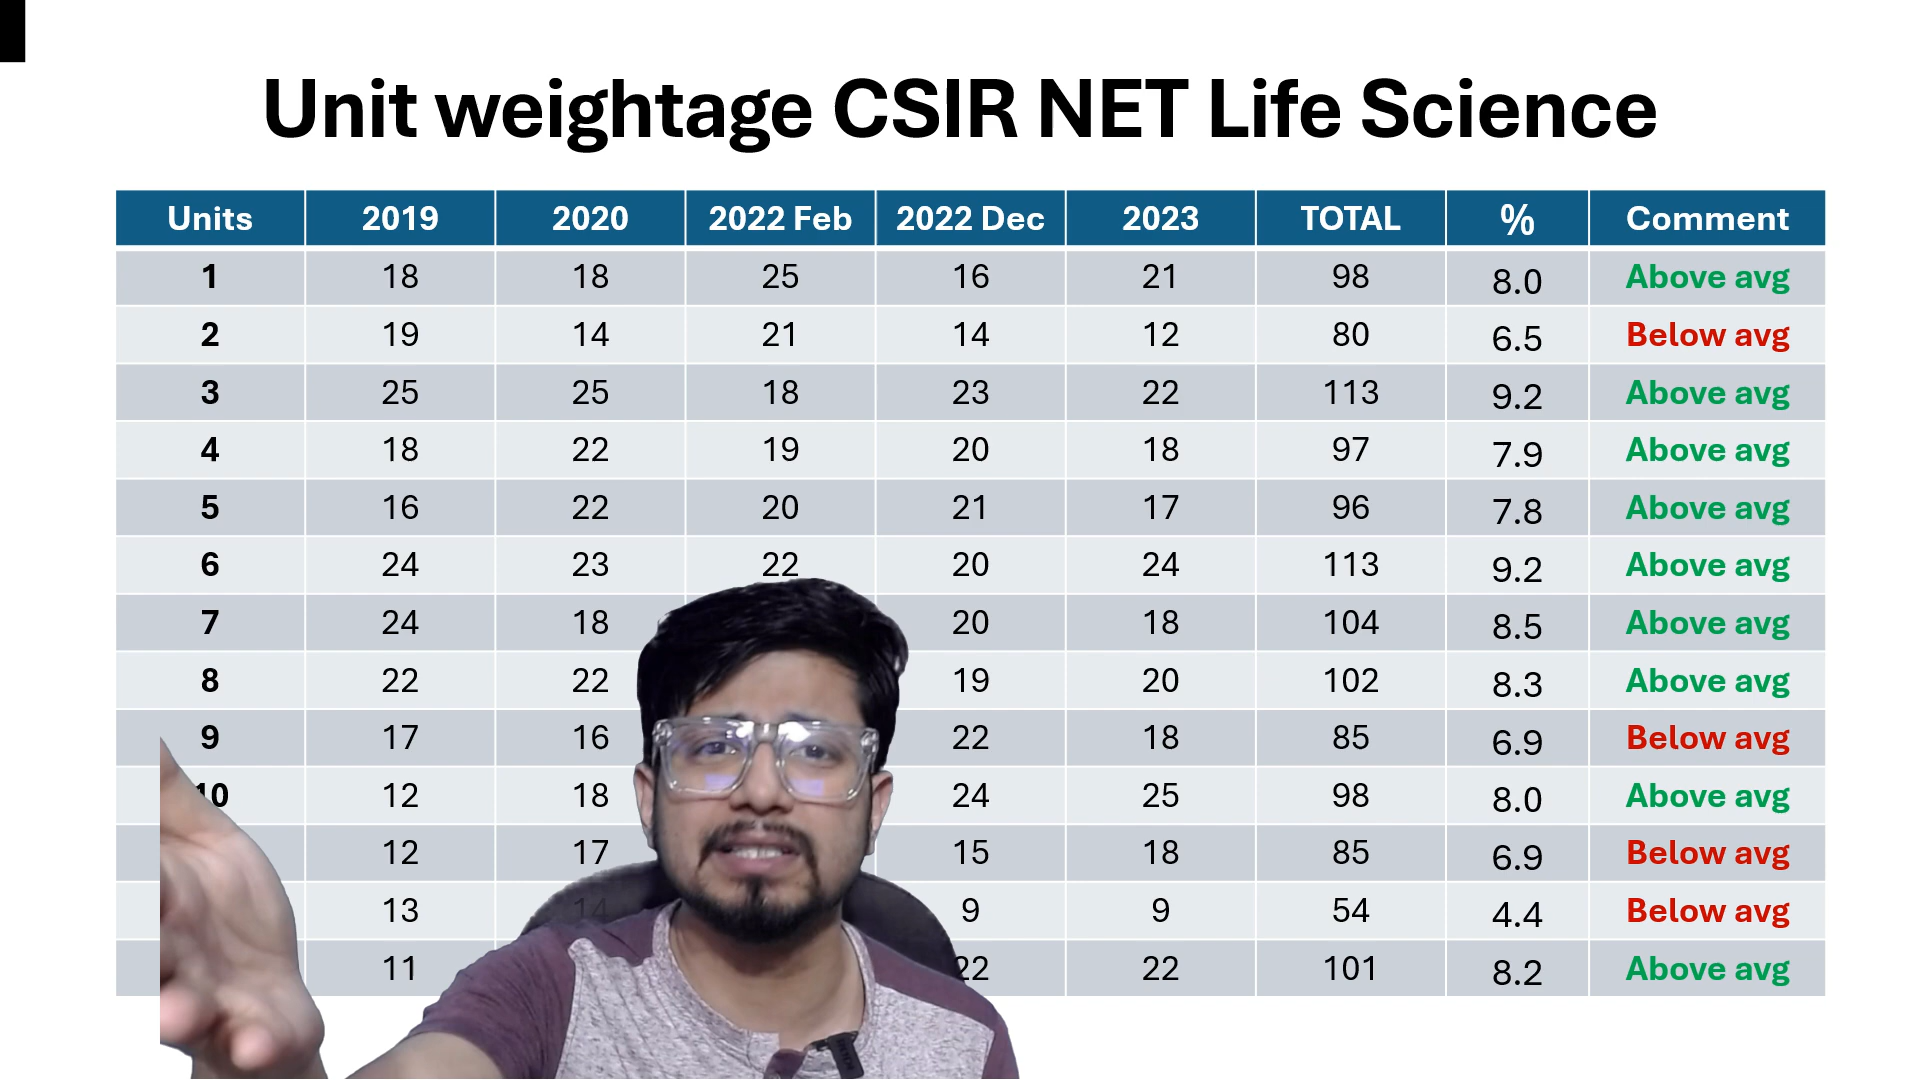 Unit weightage CSIR NET Life Science
Units 2019 2020 2022 Feb 2022 Dec 2023 TOTAL % Comment
1 18 18 25 16 21 98 8.0 Above avg
2 19 14 21 14 12 80 6.5 Below avg
3 25 25 18 23 22 113 9.2 Above avg
4 18 22 19 20 18 97 7.9 Above avg
5 16 22 20 21 17 96 7.8 Above avg
6 24 23 22 20 24 113 9.2 Above avg
7 24 18 20 18 104 8.5 Above avg
8 22 22 19 20 102 8.3 Above avg
9 17 16 22 18 85 6.9 Below avg
10 12 18 24 25 98 8.0 Above avg
12 17 15 18 85 6.9 Below avg
13 14 9 9 54 4.4 Below avg
11 22 22 101 8.2 Above avg